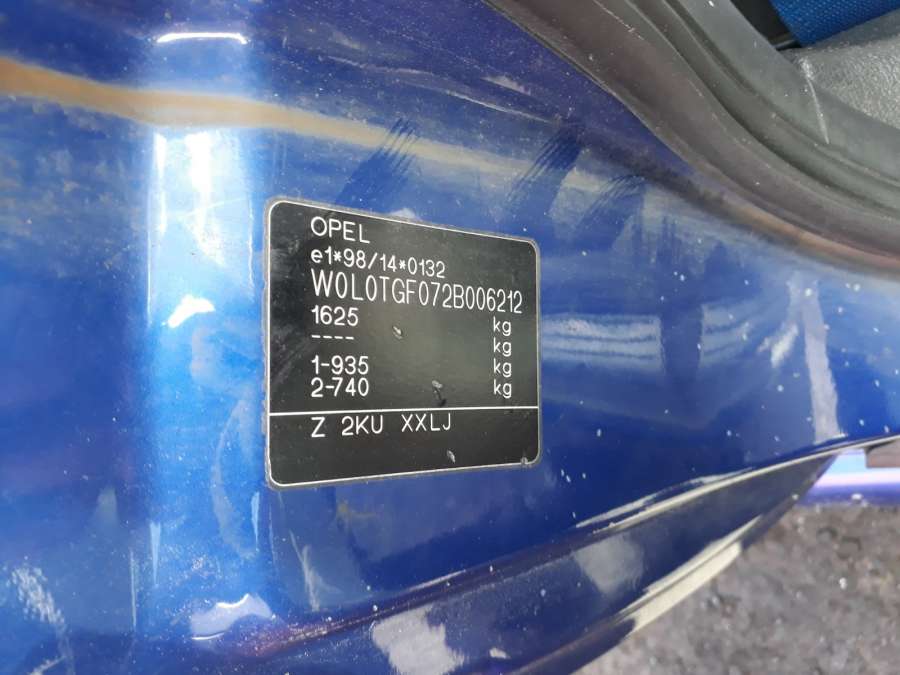 OPEL
e1*98/14*0132
W0L0TGF072B006212
1625 kg
---- kg
1-935 kg
2-740 kg
Z 2KU XXLJ